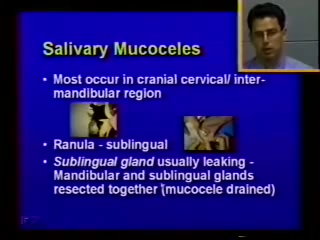 Salivary Mucoceles
• Most occur in cranial cervical/ inter-
mandibular region
• Ranula - sublingual
• Sublingual gland usually leaking -
Mandibular and sublingual glands
resected together (mucocele drained)